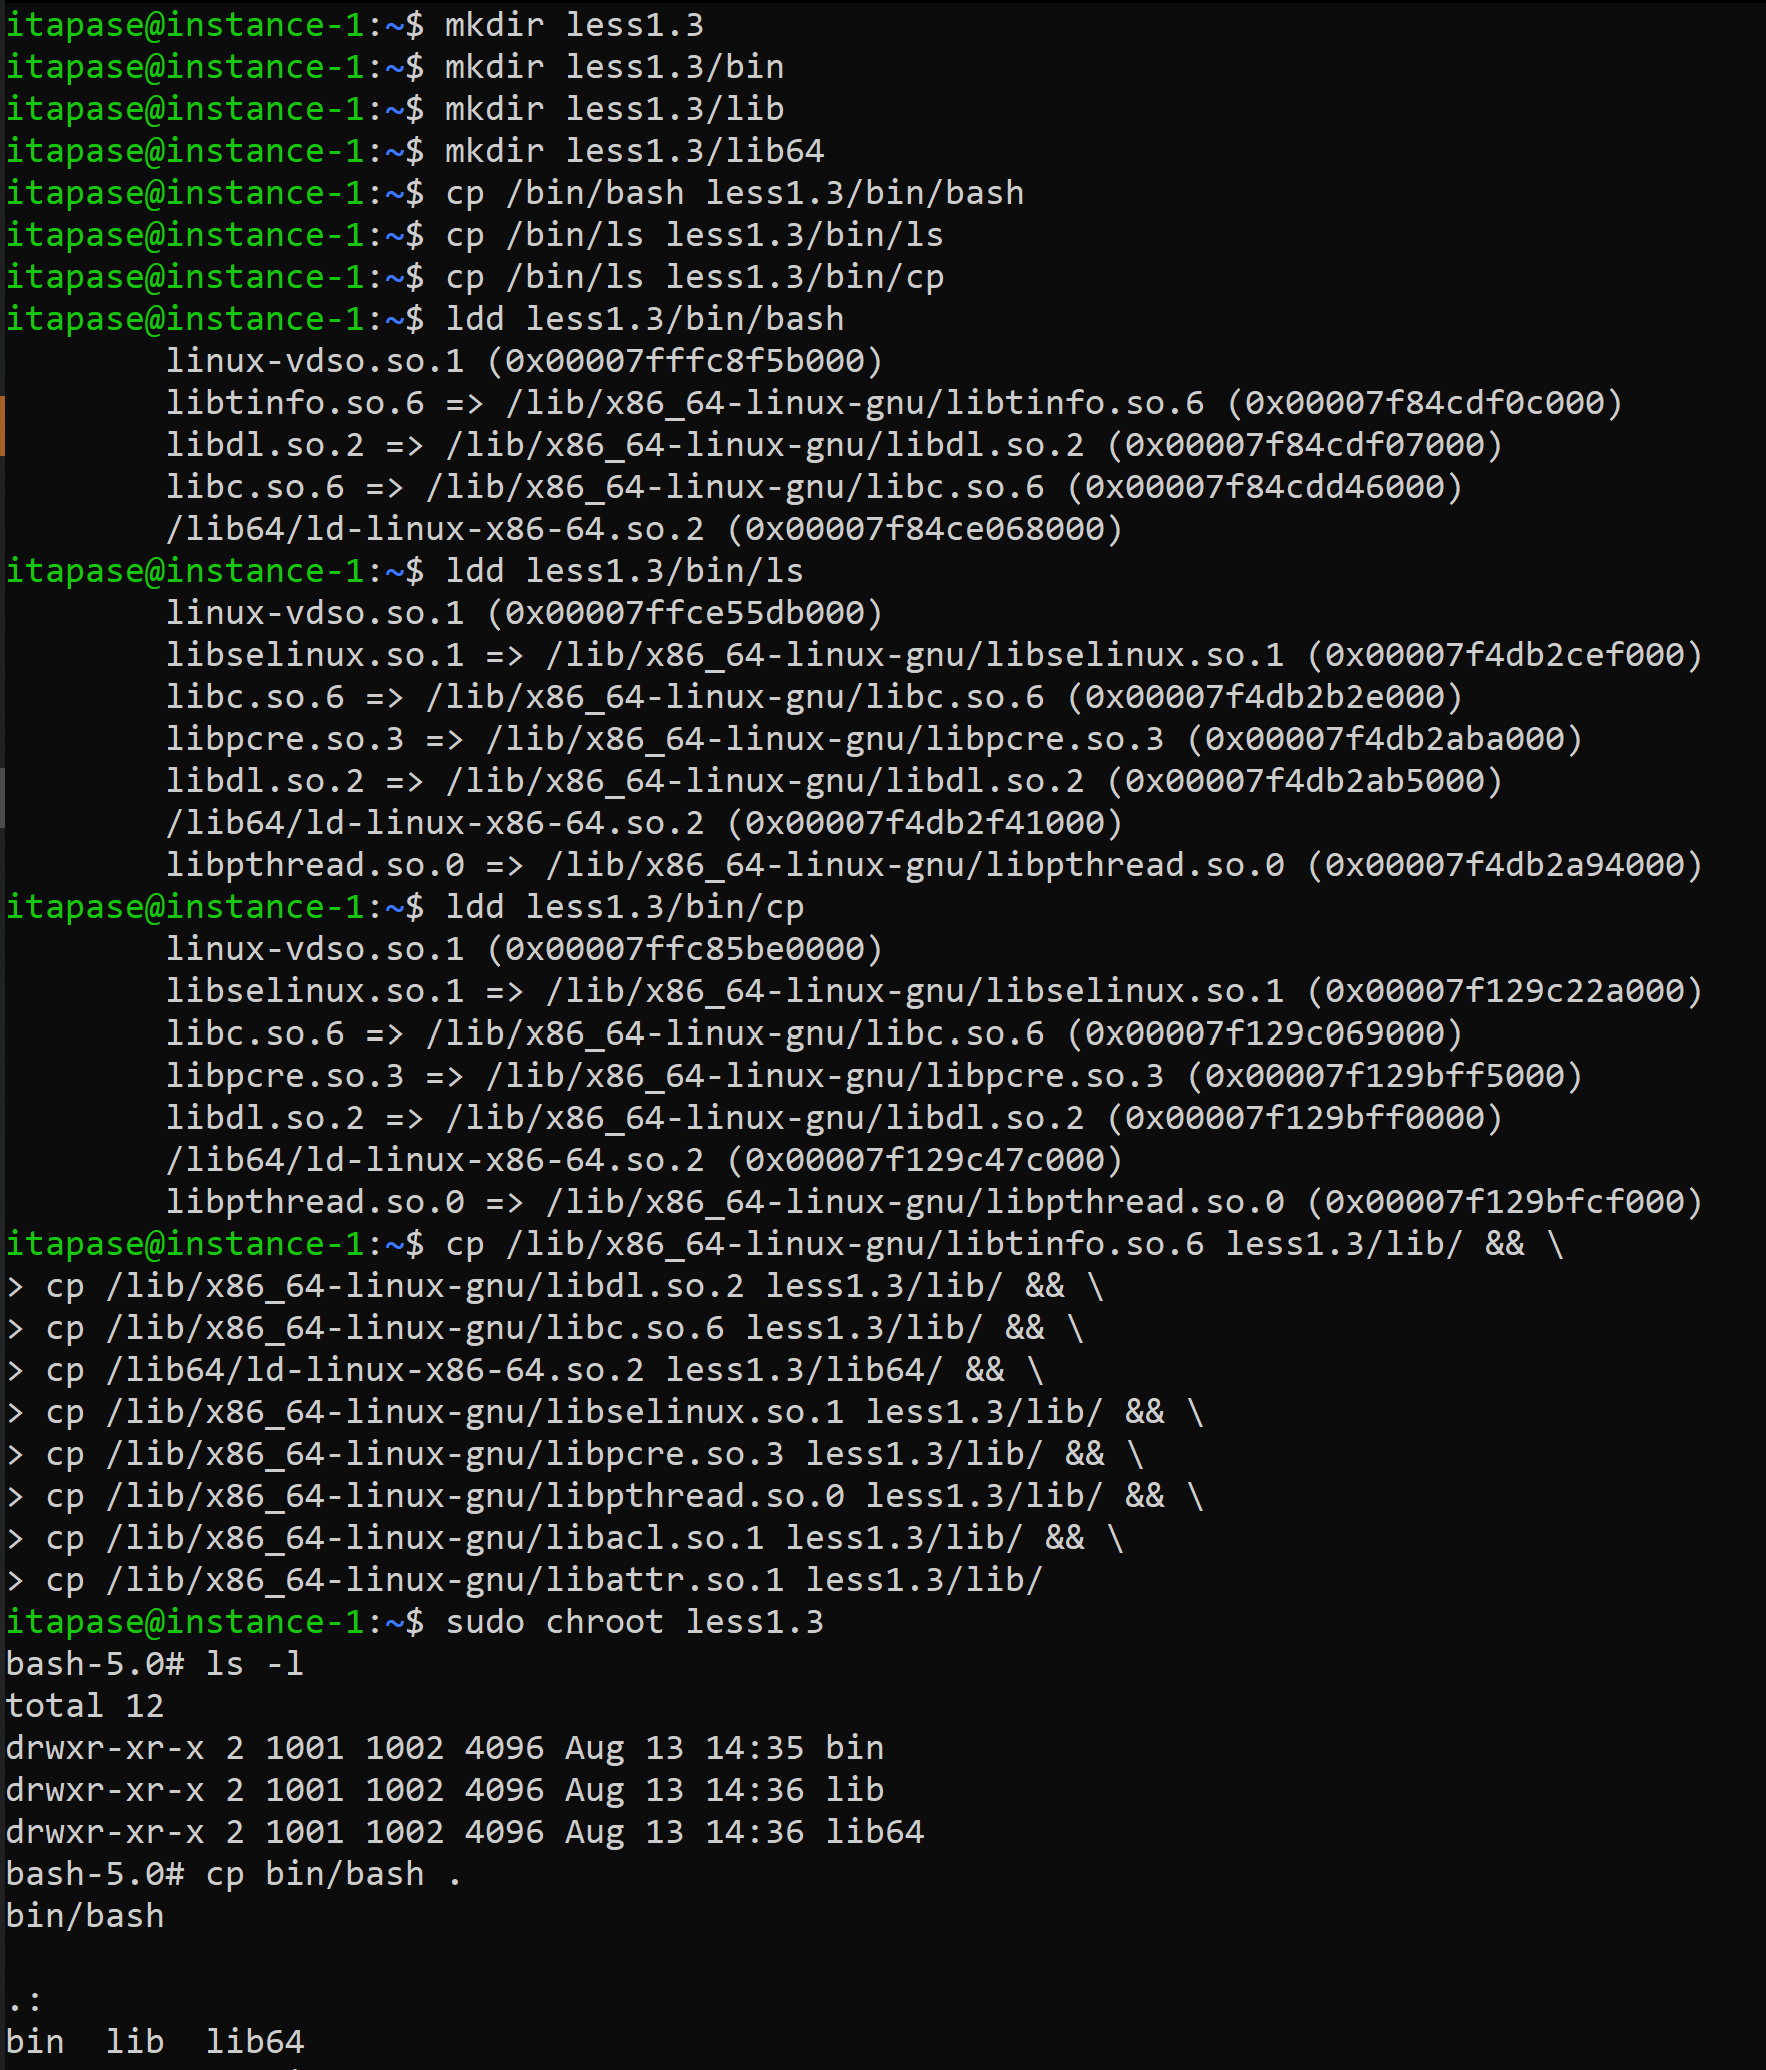 itapase@instance-1:~$ mkdir less1.3
itapase@instance-1:~$ mkdir less1.3/bin
itapase@instance-1:~$ mkdir less1.3/lib
itapase@instance-1:~$ mkdir less1.3/lib64
itapase@instance-1:~$ cp /bin/bash less1.3/bin/bash
itapase@instance-1:~$ cp /bin/ls less1.3/bin/ls
itapase@instance-1:~$ cp /bin/ls less1.3/bin/cp
itapase@instance-1:~$ ldd less1.3/bin/bash
        linux-vdso.so.1 (0x00007fffc8f5b000)
        libtinfo.so.6 => /lib/x86_64-linux-gnu/libtinfo.so.6 (0x00007f84cdf0c000)
        libdl.so.2 => /lib/x86_64-linux-gnu/libdl.so.2 (0x00007f84cdf07000)
        libc.so.6 => /lib/x86_64-linux-gnu/libc.so.6 (0x00007f84cdd46000)
        /lib64/ld-linux-x86-64.so.2 (0x00007f84ce068000)
itapase@instance-1:~$ ldd less1.3/bin/ls
        linux-vdso.so.1 (0x00007ffce55db000)
        libselinux.so.1 => /lib/x86_64-linux-gnu/libselinux.so.1 (0x00007f4db2cef000)
        libc.so.6 => /lib/x86_64-linux-gnu/libc.so.6 (0x00007f4db2b2e000)
        libpcre.so.3 => /lib/x86_64-linux-gnu/libpcre.so.3 (0x00007f4db2aba000)
        libdl.so.2 => /lib/x86_64-linux-gnu/libdl.so.2 (0x00007f4db2ab5000)
        /lib64/ld-linux-x86-64.so.2 (0x00007f4db2f41000)
        libpthread.so.0 => /lib/x86_64-linux-gnu/libpthread.so.0 (0x00007f4db2a94000)
itapase@instance-1:~$ ldd less1.3/bin/cp
        linux-vdso.so.1 (0x00007ffc85be0000)
        libselinux.so.1 => /lib/x86_64-linux-gnu/libselinux.so.1 (0x00007f129c22a000)
        libc.so.6 => /lib/x86_64-linux-gnu/libc.so.6 (0x00007f129c069000)
        libpcre.so.3 => /lib/x86_64-linux-gnu/libpcre.so.3 (0x00007f129bff5000)
        libdl.so.2 => /lib/x86_64-linux-gnu/libdl.so.2 (0x00007f129bff0000)
        /lib64/ld-linux-x86-64.so.2 (0x00007f129c47c000)
        libpthread.so.0 => /lib/x86_64-linux-gnu/libpthread.so.0 (0x00007f129bfcf000)
itapase@instance-1:~$ cp /lib/x86_64-linux-gnu/libtinfo.so.6 less1.3/lib/ && \
> cp /lib/x86_64-linux-gnu/libdl.so.2 less1.3/lib/ && \
> cp /lib/x86_64-linux-gnu/libc.so.6 less1.3/lib/ && \
> cp /lib64/ld-linux-x86-64.so.2 less1.3/lib64/ && \
> cp /lib/x86_64-linux-gnu/libselinux.so.1 less1.3/lib/ && \
> cp /lib/x86_64-linux-gnu/libpcre.so.3 less1.3/lib/ && \
> cp /lib/x86_64-linux-gnu/libpthread.so.0 less1.3/lib/ && \
> cp /lib/x86_64-linux-gnu/libacl.so.1 less1.3/lib/ && \
> cp /lib/x86_64-linux-gnu/libattr.so.1 less1.3/lib/
itapase@instance-1:~$ sudo chroot less1.3
bash-5.0# ls -l
total 12
drwxr-xr-x 2 1001 1002 4096 Aug 13 14:35 bin
drwxr-xr-x 2 1001 1002 4096 Aug 13 14:36 lib
drwxr-xr-x 2 1001 1002 4096 Aug 13 14:36 lib64
bash-5.0# cp bin/bash .
bin/bash

.:
bin  lib  lib64